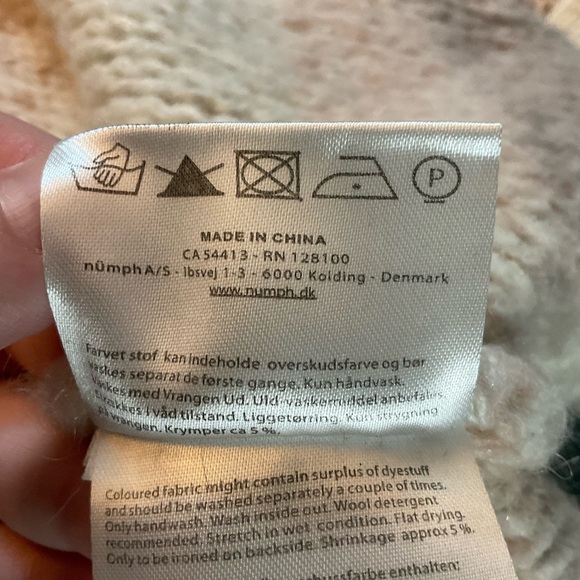 P
MADE IN CHINA
CA 54413 - RN 128100
nümph A/S - Ibsvej 1-3 - 6000 Kolding - Denmark
www.numph.dk
Farvet stof kan indeholde overskudsfarve og bør
vaskes separat de første gange. Kun håndvask.
Vaskes med Vrangen Ud. Uld-vaskemiddel anbefales
Strækkes i våd tilstand. Liggetørring. Kun strygning
på vrangen. Krymper ca 5 %.
Coloured fabric might contain surplus of dyestuff
and should be washed separately a couple of times.
Only handwash. Wash inside out. Wool detergent
recommended. Stretch in wet condition. Flat drying.
Only to be ironed on backside. Shrinkage approx 5%.
enthalten: